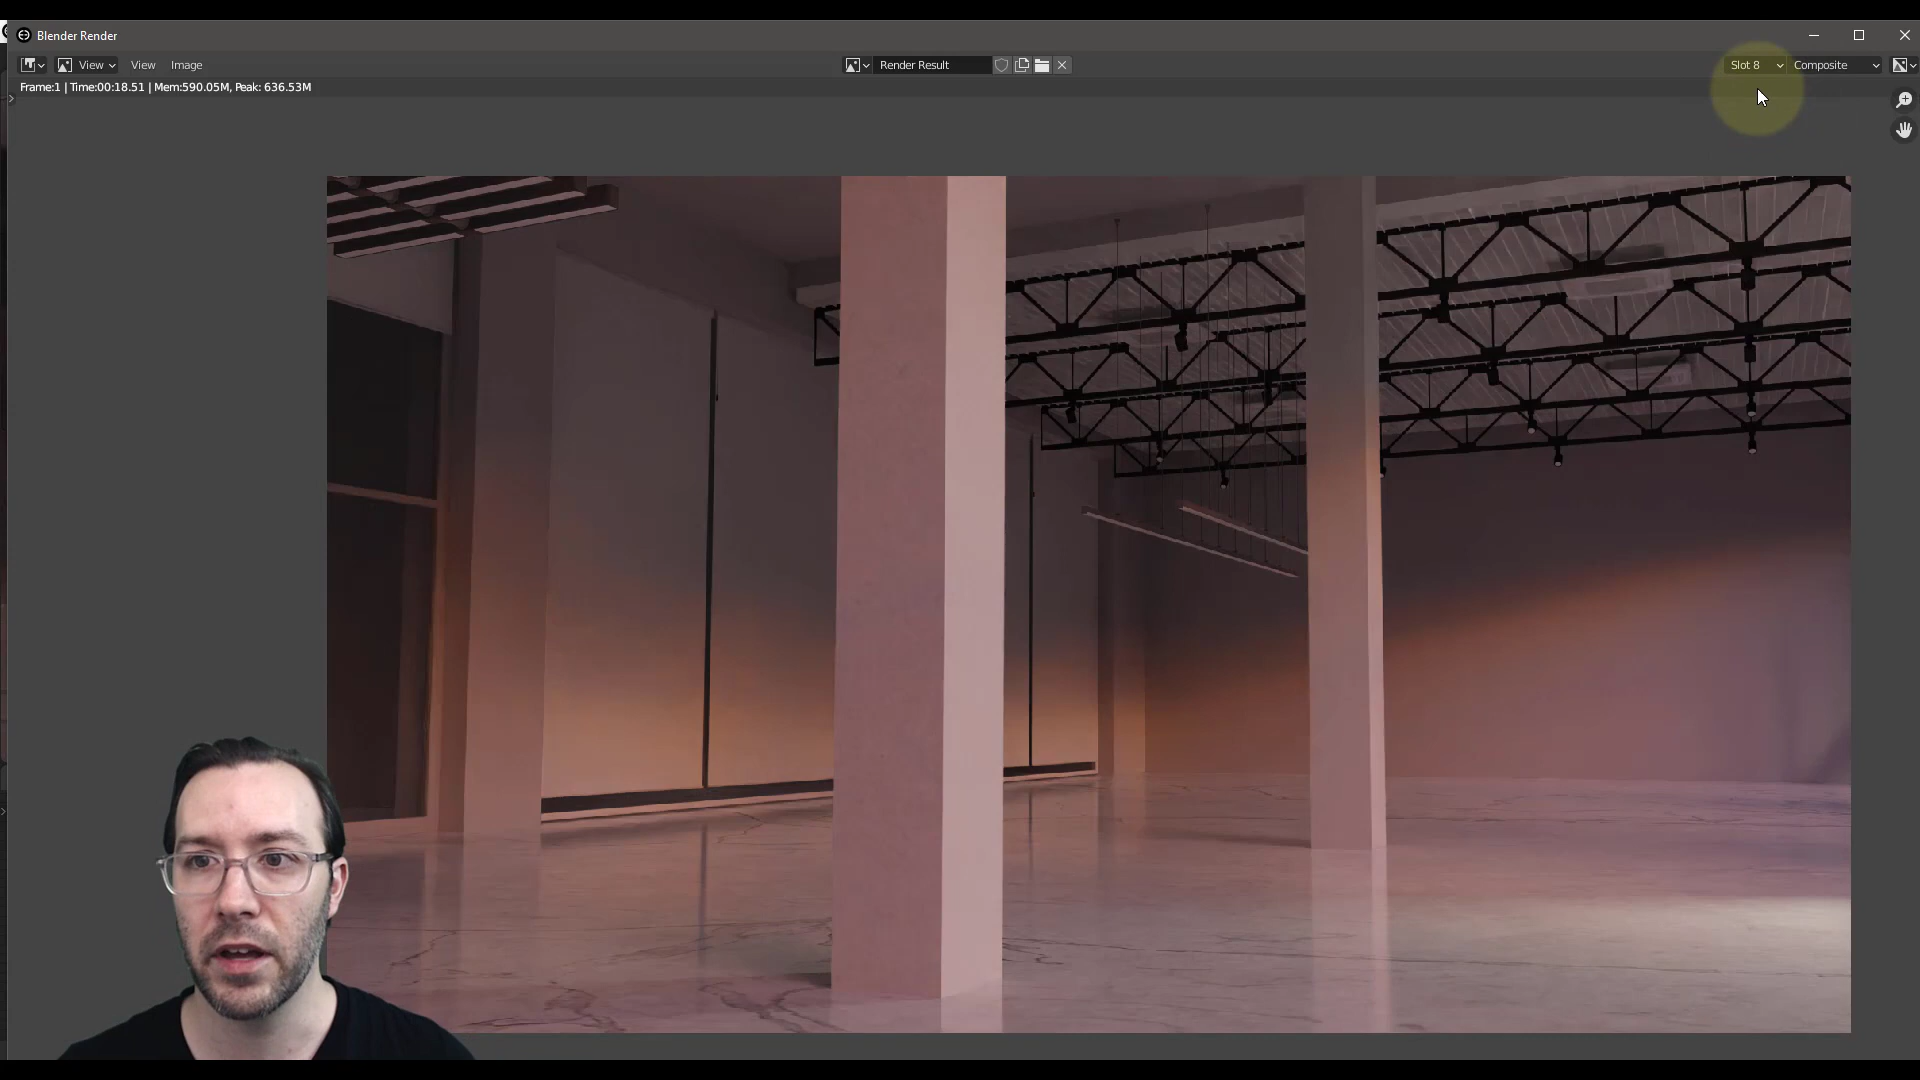 Blender Render
View View Image Render Result Slot 8 Composite
Frame:1 | Time:00:18.51 | Mem:590.05M, Peak: 636.53M